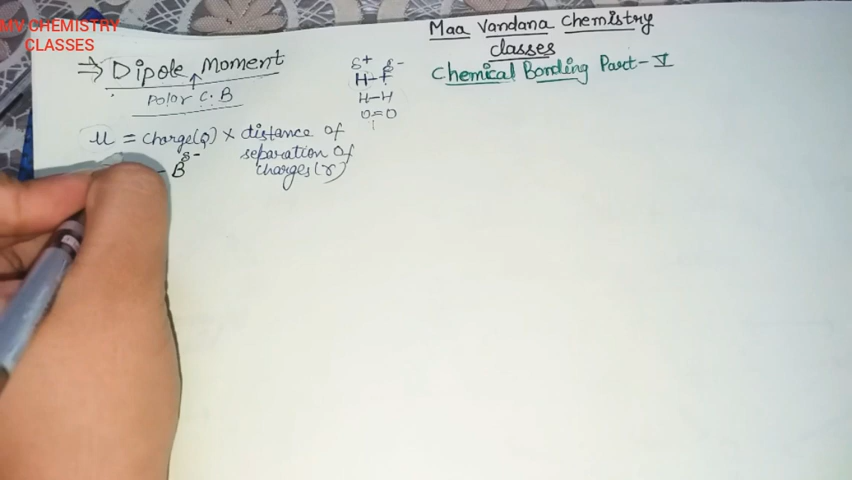 MV CHEMISTRY
CLASSES
Maa Vandana Chemistry
classes
Chemical Bonding Part-V
⇒ Dipole Moment
Polar C.B
δ+ δ-
H-F
H-H
O=O
μ = charge(Q) × distance of
separation of
charges(r)
δ-
- B